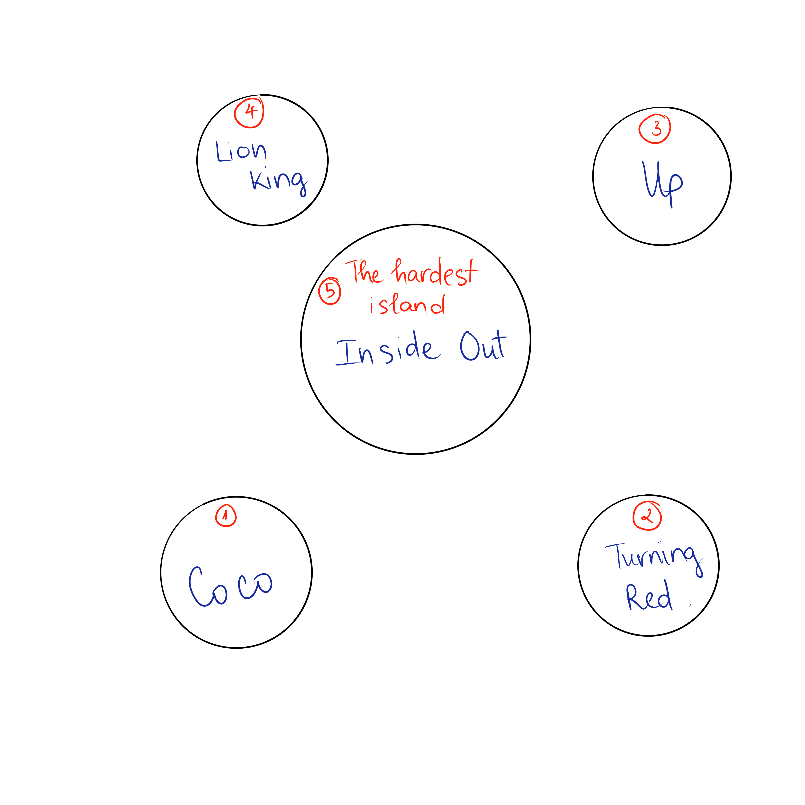 4
Lion
King
3
Up
The hardest
5
island
Inside Out
1
Coco
2
Turning
Red.